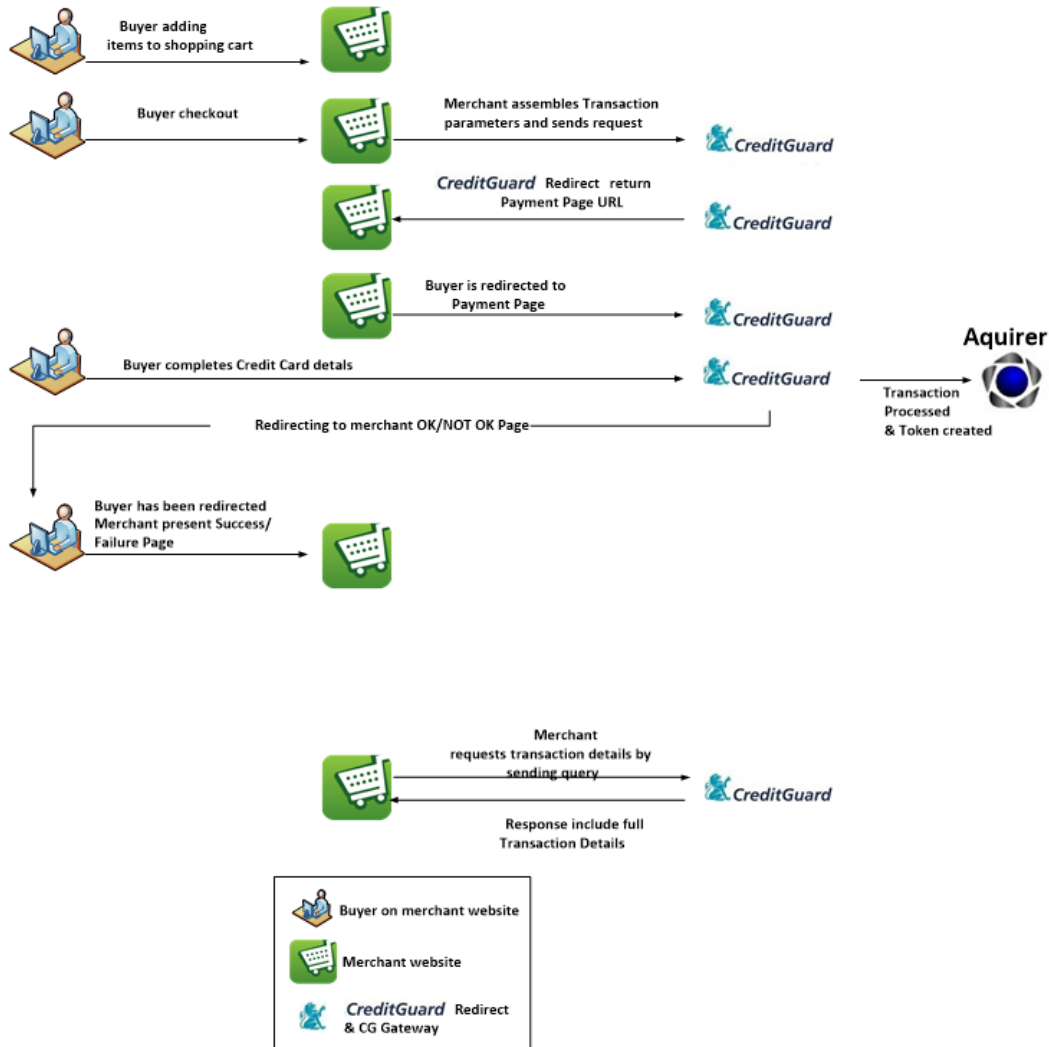 Buyer adding
items to shopping cart
Buyer checkout
Merchant assembles Transaction
parameters and sends request
CreditGuard
CreditGuard Redirect return
Payment Page URL
CreditGuard
Buyer is redirected to
Payment Page
CreditGuard
Buyer completes Credit Card detals
CreditGuard
Aquirer
Transaction
Processed
& Token created
Redirecting to merchant OK/NOT OK Page
Buyer has been redirected
Merchant present Success/
Failure Page
Merchant
requests transaction details by
sending query
CreditGuard
Response include full
Transaction Details
Buyer on merchant website
Merchant website
CreditGuard Redirect
& CG Gateway